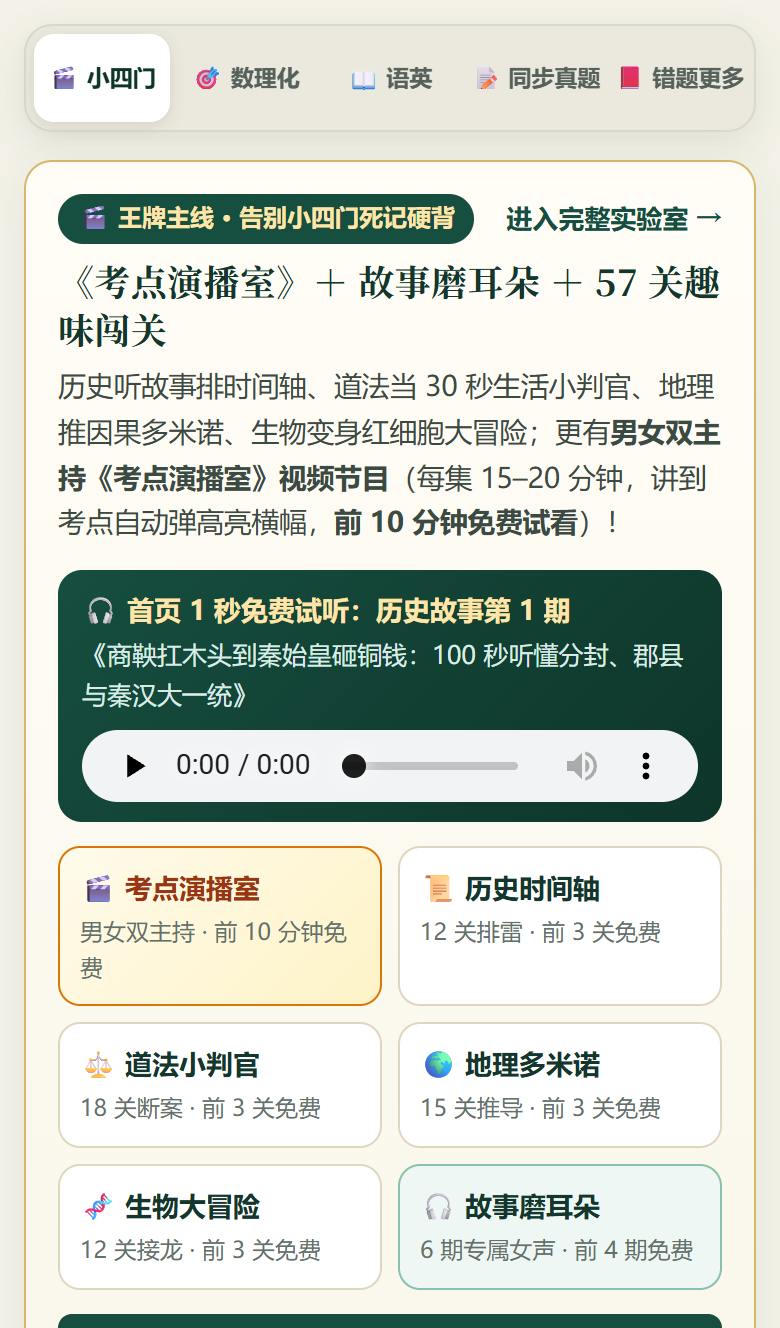 🎬 小四门
🎯 数理化
📖 语英
📝 同步真题
📕 错题更多
🎬 王牌主线 · 告别小四门死记硬背
进入完整实验室 →
《考点演播室》＋ 故事磨耳朵 ＋ 57 关趣
味闯关
历史听故事排时间轴、道法当 30 秒生活小判官、地理
推因果多米诺、生物变身红细胞大冒险；更有男女双主
持《考点演播室》视频节目（每集 15–20 分钟，讲到
考点自动弹高亮横幅，前 10 分钟免费试看）！
🎧 首页 1 秒免费试听：历史故事第 1 期
《商鞅扛木头到秦始皇砸铜钱：100 秒听懂分封、郡县
与秦汉大一统》
0:00 / 0:00
🎬 考点演播室
男女双主持 · 前 10 分钟免
费
📜 历史时间轴
12 关排雷 · 前 3 关免费
⚖️ 道法小判官
18 关断案 · 前 3 关免费
🌍 地理多米诺
15 关推导 · 前 3 关免费
🧬 生物大冒险
12 关接龙 · 前 3 关免费
🎧 故事磨耳朵
6 期专属女声 · 前 4 期免费